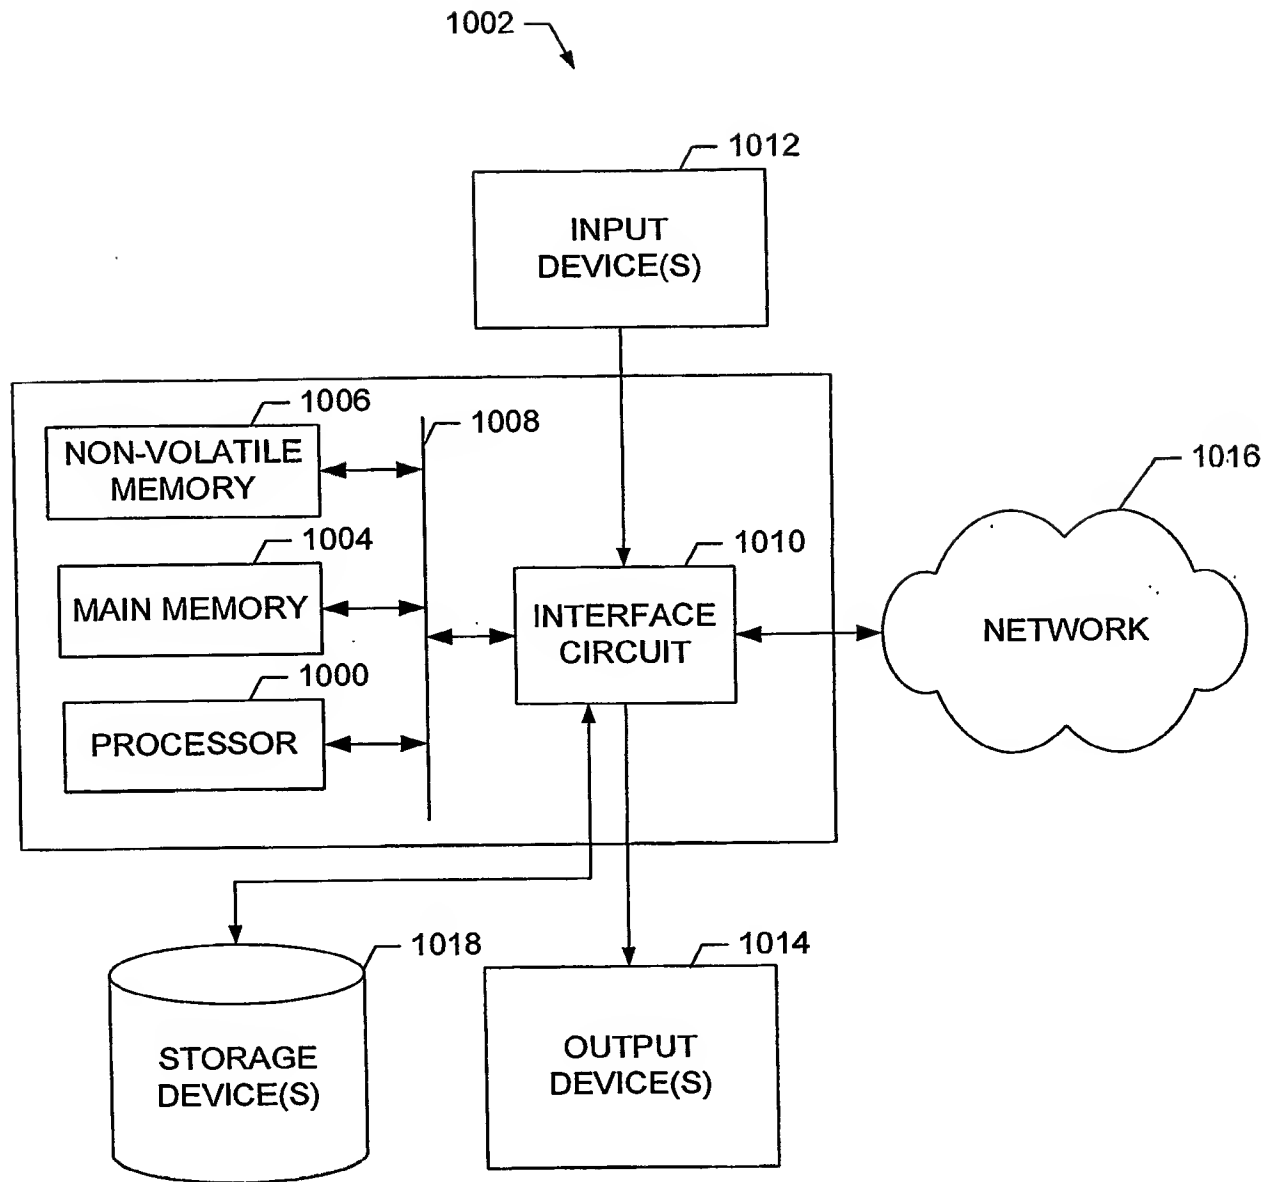 1002
1012
INPUT
DEVICE(S)
1006
NON-VOLATILE
MEMORY
1008
1004
MAIN MEMORY
1000
PROCESSOR
1010
INTERFACE
CIRCUIT
1016
NETWORK
1018
STORAGE
DEVICE(S)
1014
OUTPUT
DEVICE(S)